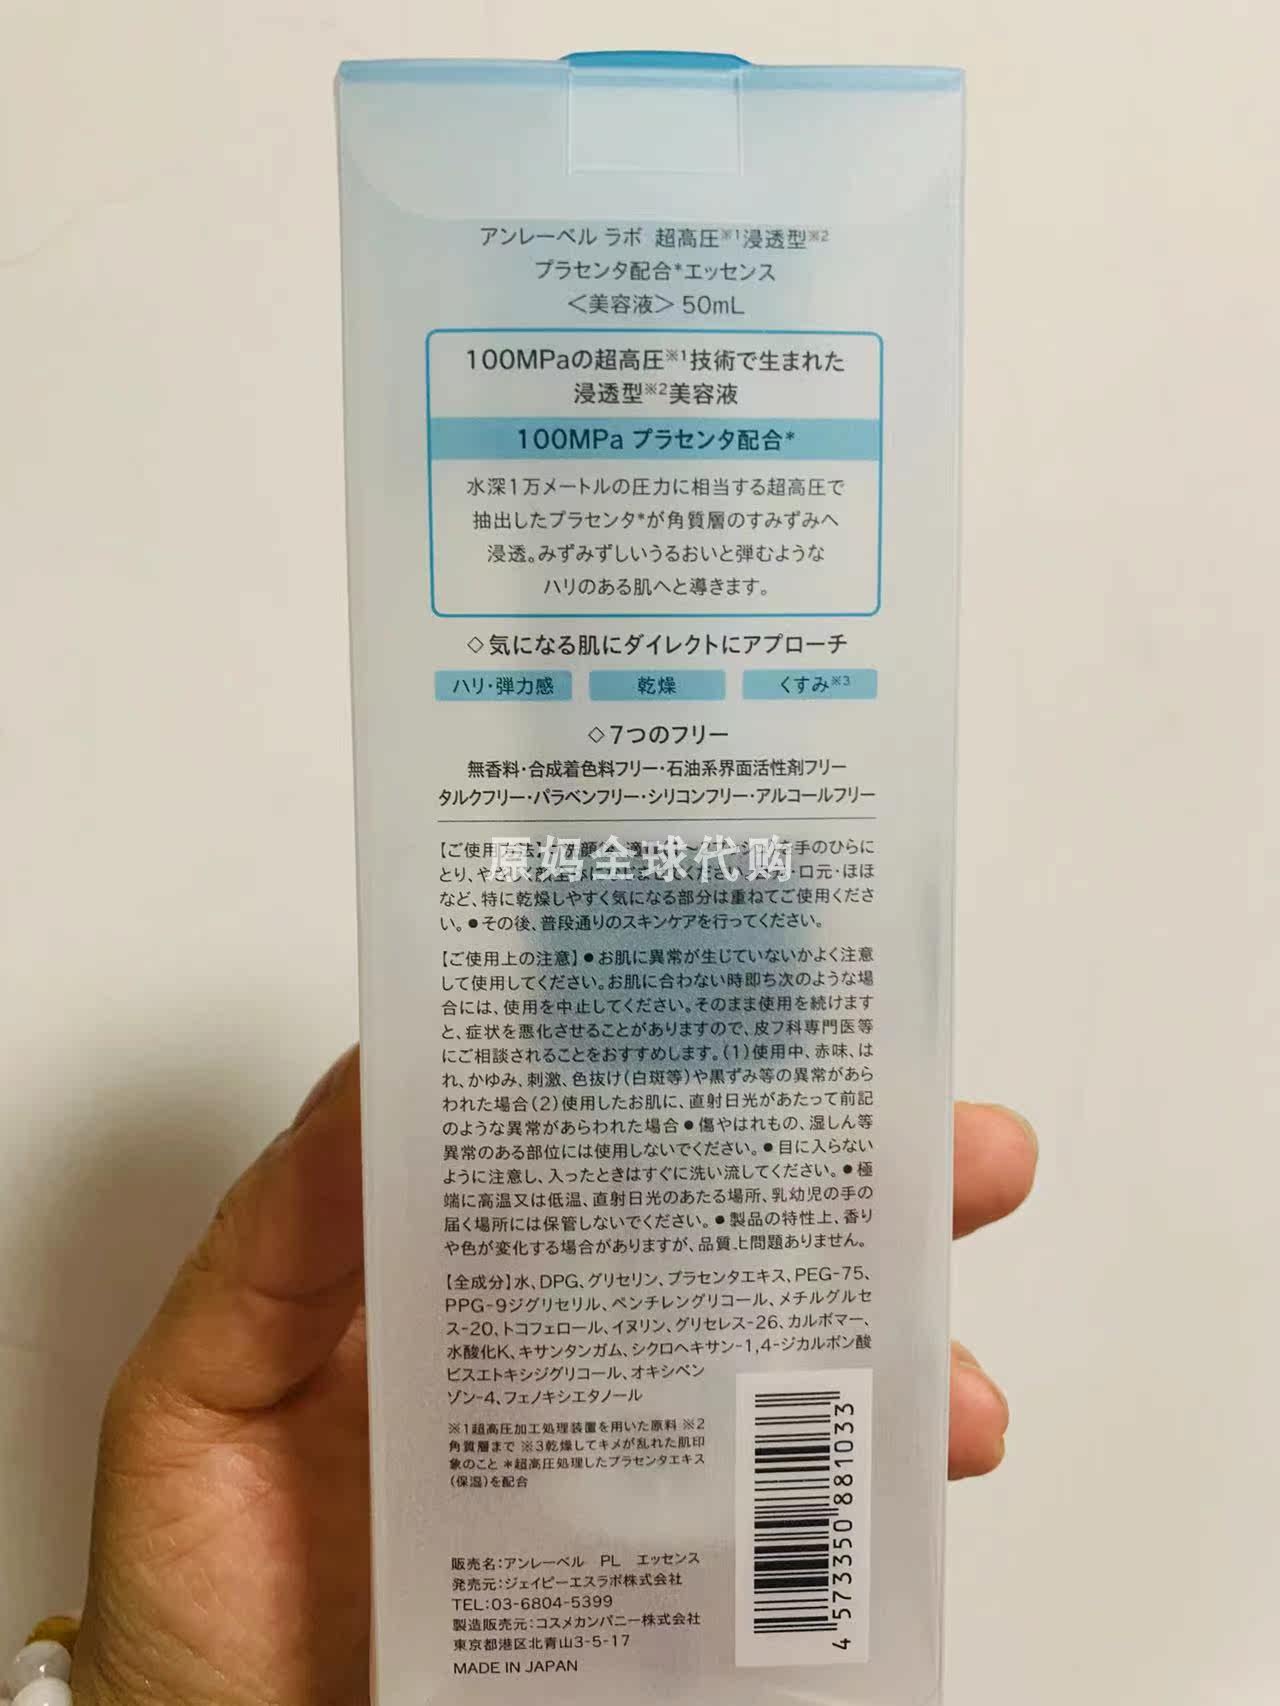 アンレーベル ラボ 超高圧※1浸透型※2
プラセンタ配合*エッセンス
＜美容液＞ 50mL
100MPaの超高圧※1技術で生まれた
浸透型※2美容液
100MPa プラセンタ配合*
水深1万メートルの圧力に相当する超高圧で
抽出したプラセンタ*が角質層のすみずみへ
浸透。みずみずしいうるおいと弾むような
ハリのある肌へと導きます。
◇気になる肌にダイレクトにアプローチ
ハリ・弾力感 乾燥 くすみ※3
◇7つのフリー
無香料・合成着色料フリー・石油系界面活性剤フリー
タルクフリー・パラベンフリー・シリコンフリー・アルコールフリー
原妈全球代购
【ご使用方法】 手のひらに
とり、 口元・ほほ
など、特に乾燥しやすく気になる部分は重ねてご使用くださ
い。●その後、普段通りのスキンケアを行ってください。
【ご使用上の注意】●お肌に異常が生じていないかよく注意
して使用してください。お肌に合わない時即ち次のような場
合には、使用を中止してください。そのまま使用を続けます
と、症状を悪化させることがありますので、皮フ科専門医等
にご相談されることをおすすめします。(1)使用中、赤味、は
れ、かゆみ、刺激、色抜け(白斑等)や黒ずみ等の異常があら
われた場合(2)使用したお肌に、直射日光があたって前記
のような異常があらわれた場合●傷やはれもの、湿しん等
異常のある部位には使用しないでください。●目に入らない
ように注意し、入ったときはすぐに洗い流してください。●極
端に高温又は低温、直射日光のあたる場所、乳幼児の手の
届く場所には保管しないでください。●製品の特性上、香り
や色が変化する場合がありますが、品質上問題ありません。
【全成分】水、DPG、グリセリン、プラセンタエキス、PEG-75、
PPG-9ジグリセリル、ペンチレングリコール、メチルグルセ
ス-20、トコフェロール、イヌリン、グリセレス-26、カルボマー、
水酸化K、キサンタンガム、シクロヘキサン-1,4-ジカルボン酸
ビスエトキシジグリコール、オキシベン
ゾン-4、フェノキシエタノール
※1超高圧加工処理装置を用いた原料 ※2
角質層まで ※3乾燥してキメが乱れた肌印
象のこと *超高圧処理したプラセンタエキス
(保湿)を配合
販売名：アンレーベル PL エッセンス
発売元：ジェイピーエスラボ株式会社
TEL：03-6804-5399
製造販売元：コスメカンパニー株式会社
東京都港区北青山3-5-17
MADE IN JAPAN
4 573350 881033